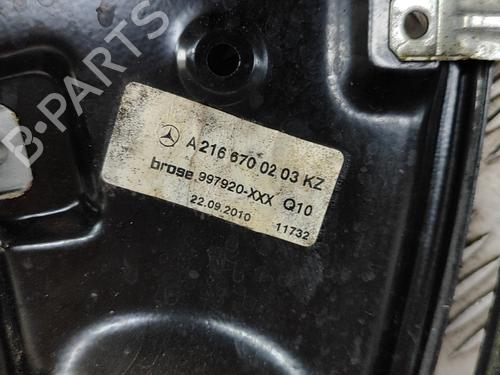 B-PARTS
A 216 670 02 03 KZ
brose 997920-XXX Q10
22.09.2010 11732